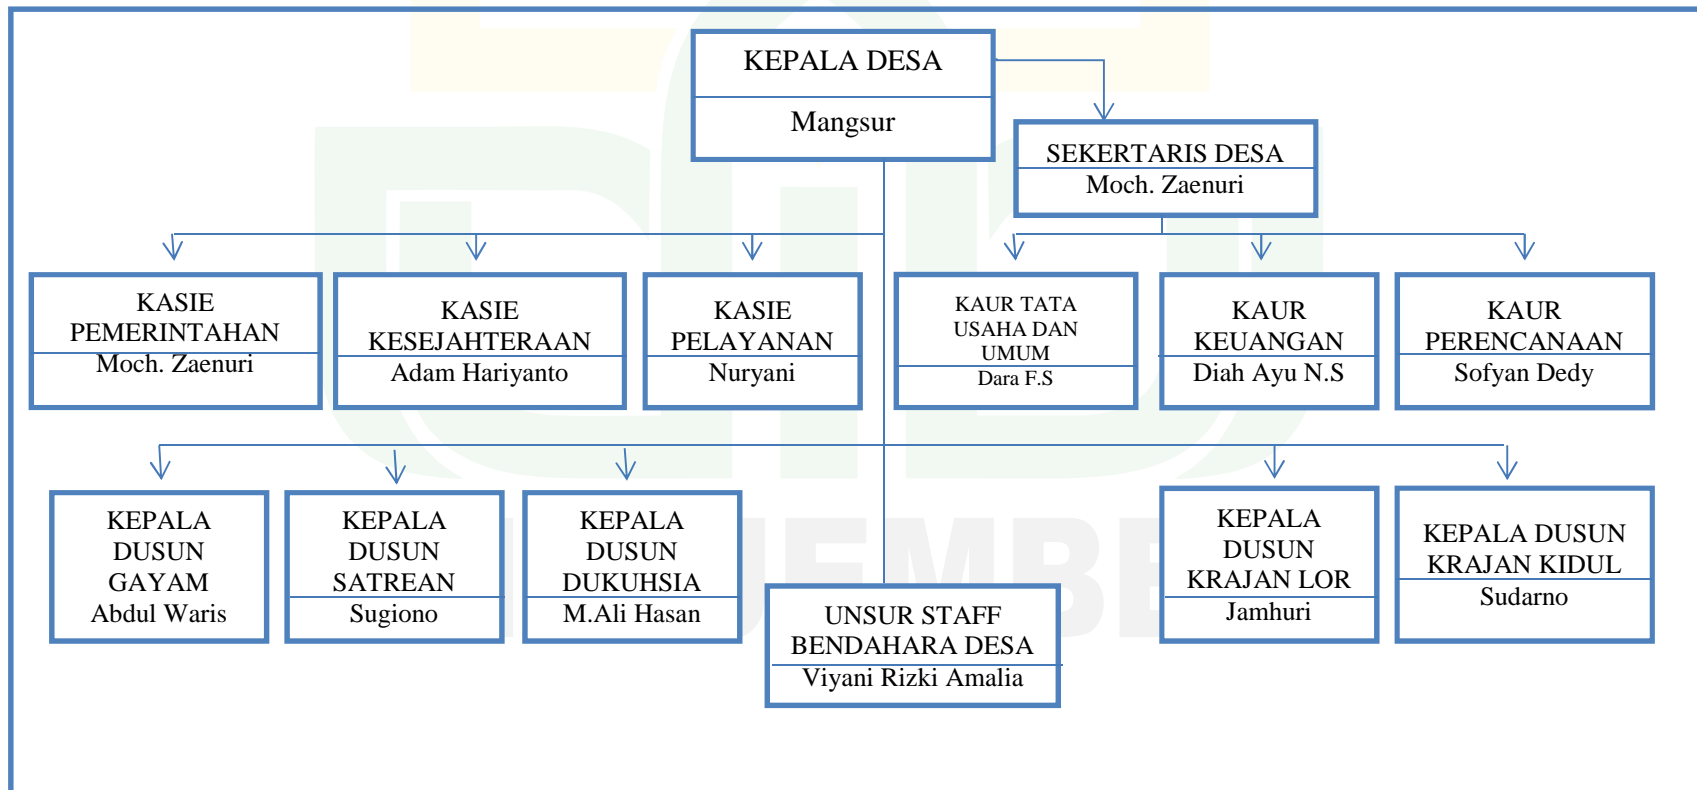 KEPALA DESA
Mangsur
SEKERTARIS DESA
Moch. Zaenuri
KASIE
PEMERINTAHAN
Moch. Zaenuri
KASIE
KESEJAHTERAAN
Adam Hariyanto
KASIE
PELAYANAN
Nuryani
KAUR TATA
USAHA DAN
UMUM
Dara F.S
KAUR
KEUANGAN
Diah Ayu N.S
KAUR
PERENCANAAN
Sofyan Dedy
KEPALA
DUSUN
GAYAM
Abdul Waris
KEPALA
DUSUN
SATREAN
Sugiono
KEPALA
DUSUN
DUKUHSIA
M.Ali Hasan
UNSUR STAFF
BENDAHARA DESA
Viyani Rizki Amalia
KEPALA
DUSUN
KRAJAN LOR
Jamhuri
KEPALA DUSUN
KRAJAN KIDUL
Sudarno